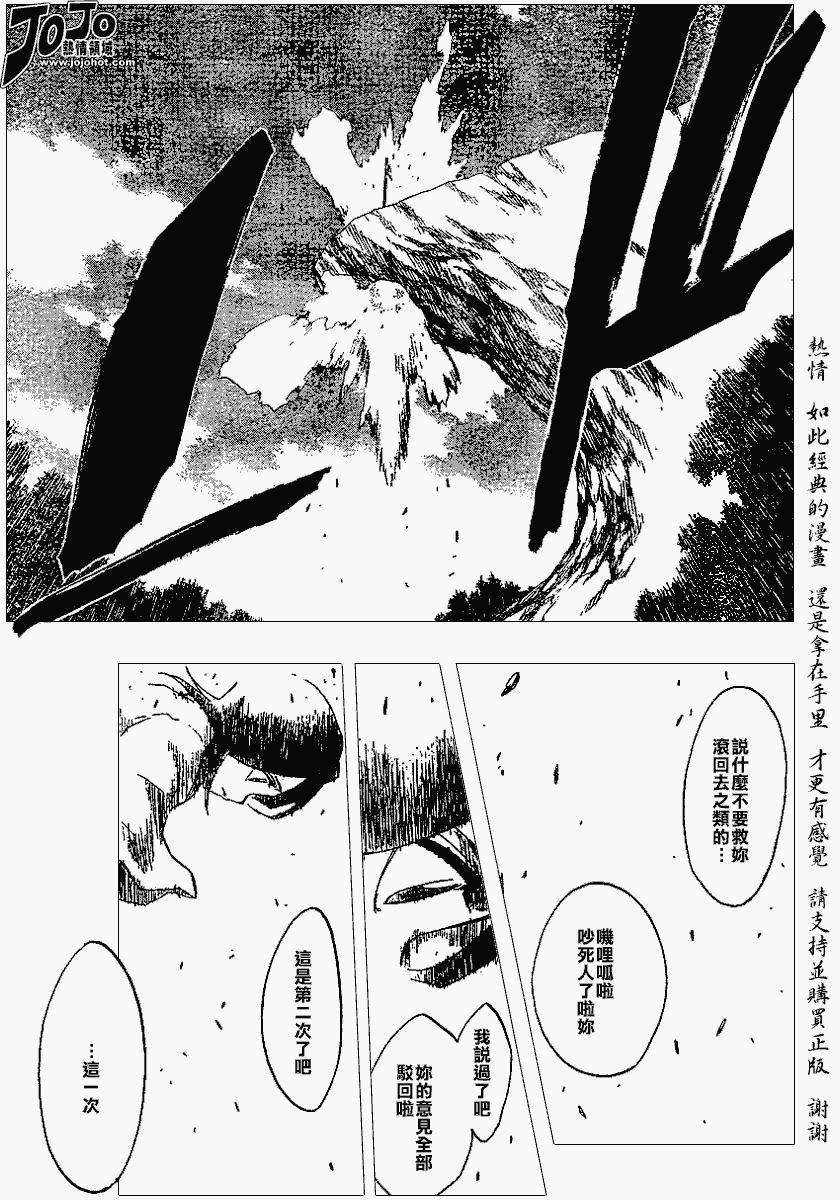 JOJO
熱情領域
www.jojohot.com
說什麼不要救妳
滾回去之類的…
嘰哩呱啦
吵死人了啦妳
我說過了吧
妳的意見全部
駁回啦
這是第二次了吧
…這一次
熱情 如此經典的漫畫 還是拿在手里 才更有感覺 請支持並購買正版 謝謝